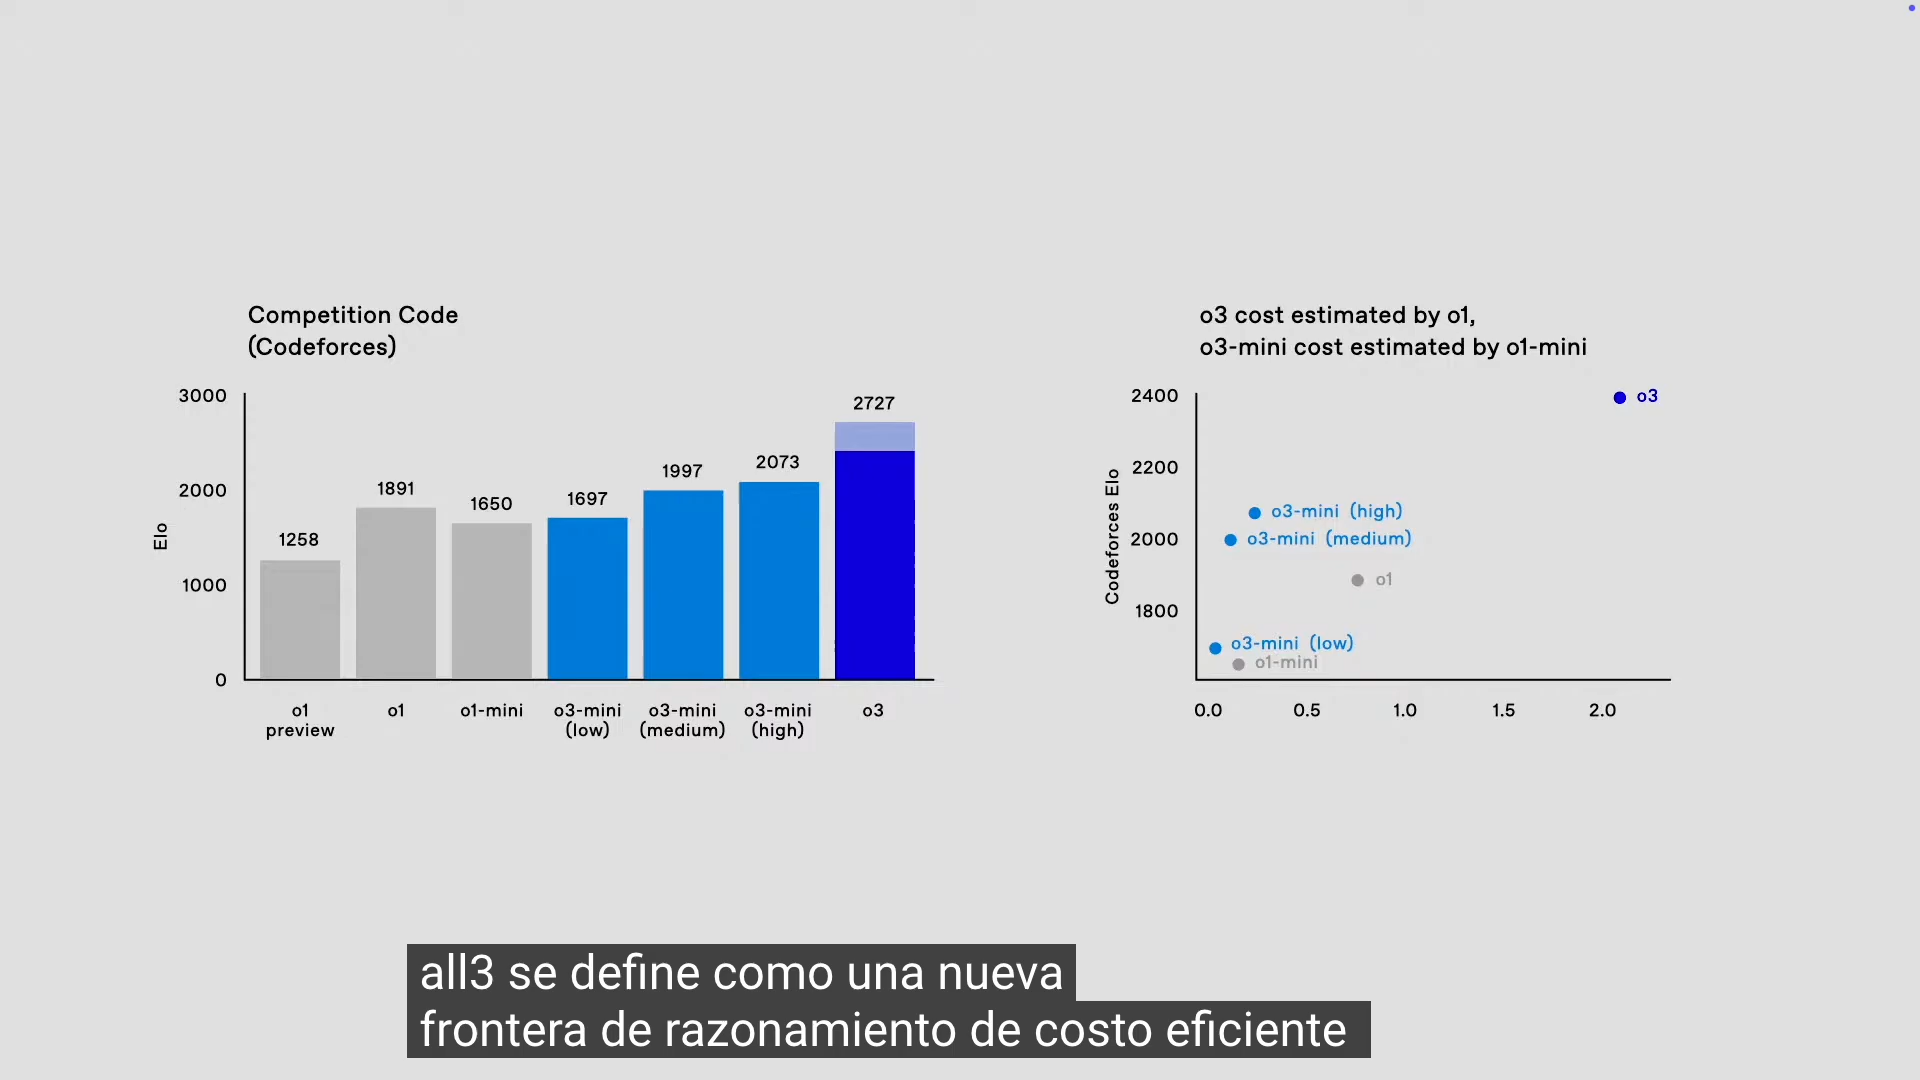 Competition Code
(Codeforces)
Elo
3000
2000
1000
0
1258
1891
1650
1697
1997
2073
2727
o1
preview
o1
o1-mini
o3-mini
(low)
o3-mini
(medium)
o3-mini
(high)
o3
o3 cost estimated by o1,
o3-mini cost estimated by o1-mini
Codeforces Elo
2400
2200
2000
1800
o3
o3-mini (high)
o3-mini (medium)
o1
o3-mini (low)
o1-mini
0.0
0.5
1.0
1.5
2.0
all3 se define como una nueva
frontera de razonamiento de costo eficiente